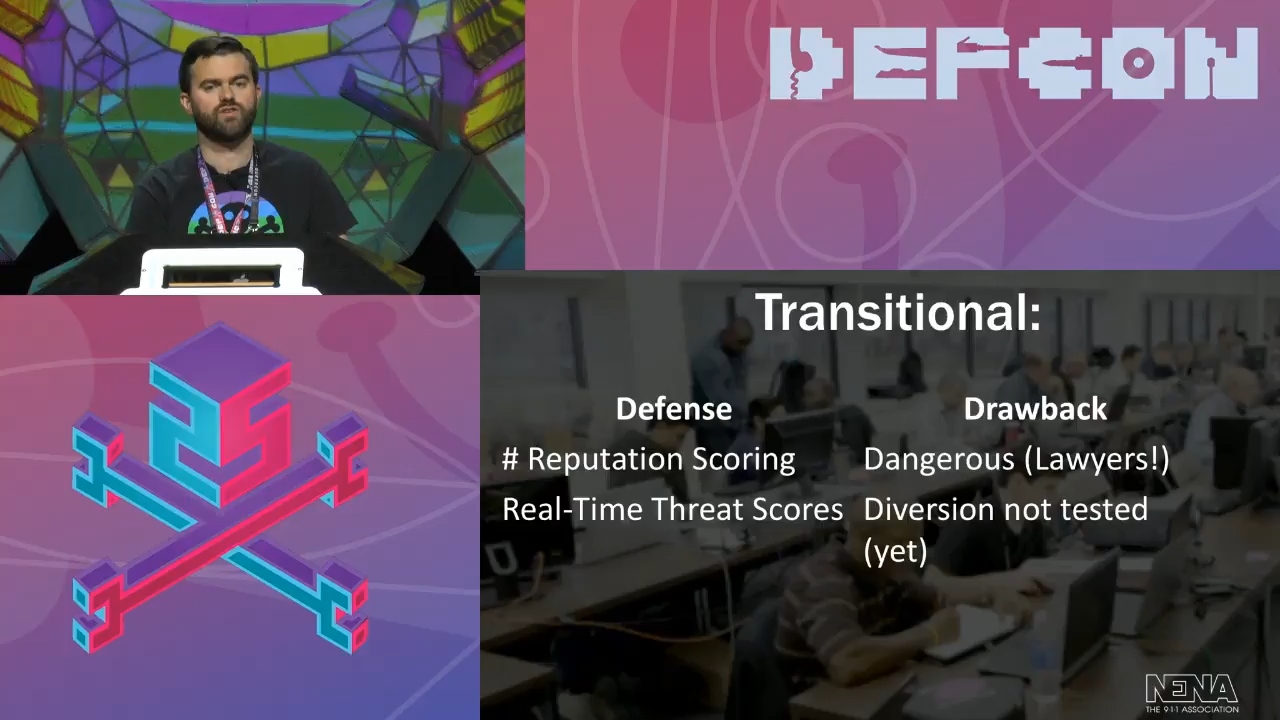 DEFCON
Transitional:
Defense
Drawback
# Reputation Scoring
Dangerous (Lawyers!)
Real-Time Threat Scores
Diversion not tested
(yet)
NENA
THE 9-1-1 ASSOCIATION